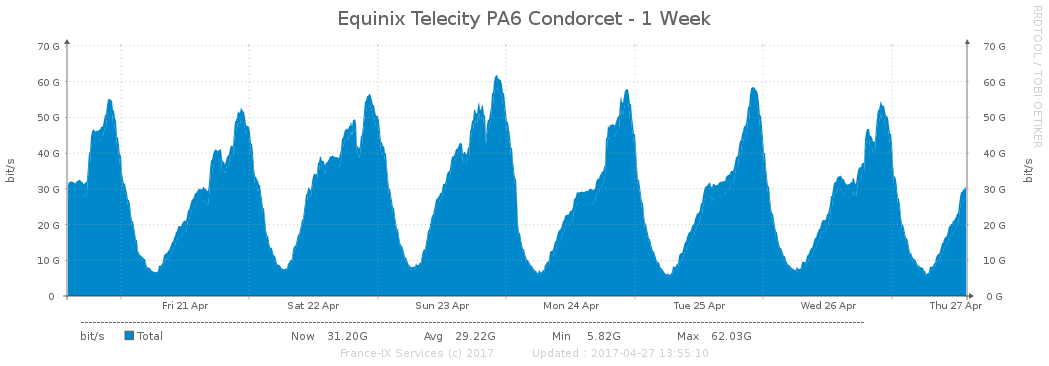 Equinix Telecity PA6 Condorcet - 1 Week
RRDTOOL / TOBI OETIKER
70 G 70 G
60 G 60 G
50 G 50 G
40 G 40 G
bit/s bit/s
30 G 30 G
20 G 20 G
10 G 10 G
0 0 G
Fri 21 Apr Sat 22 Apr Sun 23 Apr Mon 24 Apr Tue 25 Apr Wed 26 Apr Thu 27 Apr
bit/s Total Now 31.20G Avg 29.22G Min 5.82G Max 62.03G
France-IX Services (c) 2017 Updated : 2017-04-27 13:55:10